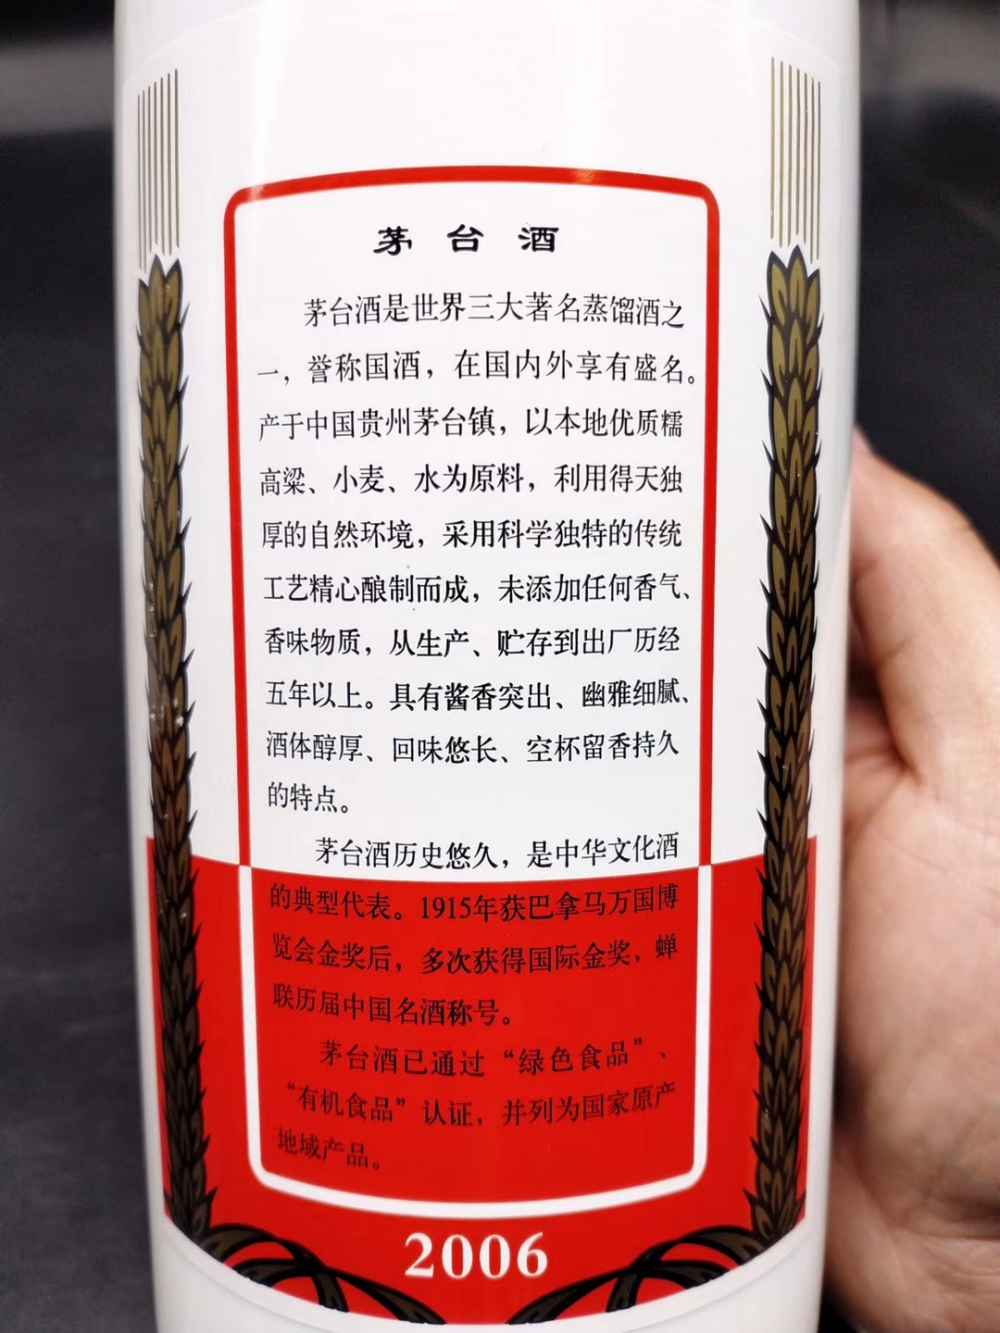 茅台酒
茅台酒是世界三大著名蒸馏酒之
一，誉称国酒，在国内外享有盛名。
产于中国贵州茅台镇，以本地优质糯
高粱、小麦、水为原料，利用得天独
厚的自然环境，采用科学独特的传统
工艺精心酿制而成，未添加任何香气、
香味物质，从生产、贮存到出厂历经
五年以上。具有酱香突出、幽雅细腻、
酒体醇厚、回味悠长、空杯留香持久
的特点。
茅台酒历史悠久，是中华文化酒
的典型代表。1915年获巴拿马万国博
览会金奖后，多次获得国际金奖，蝉
联历届中国名酒称号。
茅台酒已通过“绿色食品”、
“有机食品”认证，并列为国家原产
地域产品。
2006